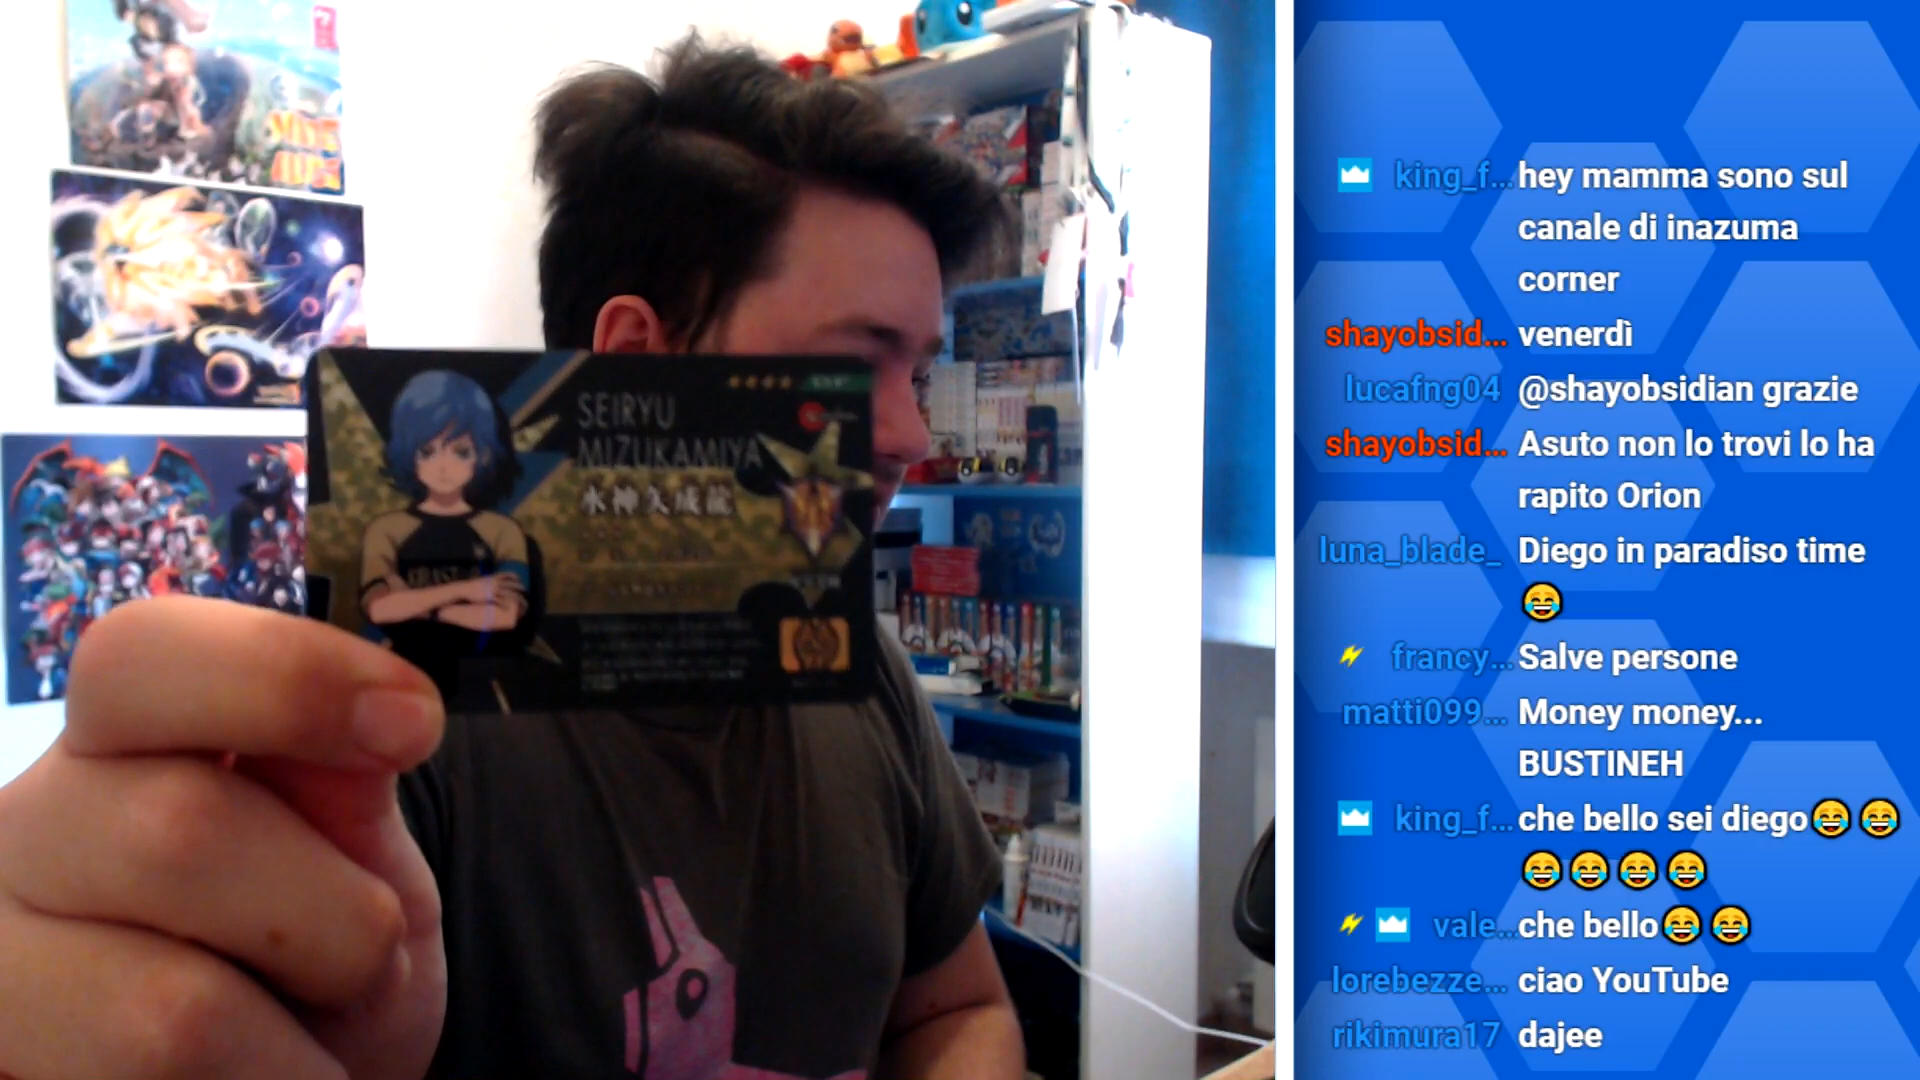 SEIRYU
MIZUKAMIYA
水神矢成龍
king_f... hey mamma sono sul
canale di inazuma
corner
shayobsid... venerdì
lucafng04 @shayobsidian grazie
shayobsid... Asuto non lo trovi lo ha
rapito Orion
luna_blade_ Diego in paradiso time
😂
francy... Salve persone
matti099... Money money...
BUSTINEH
king_f... che bello sei diego😂😂
😂😂😂😂
vale... che bello😂😂
lorebezze... ciao YouTube
rikimura17 dajee